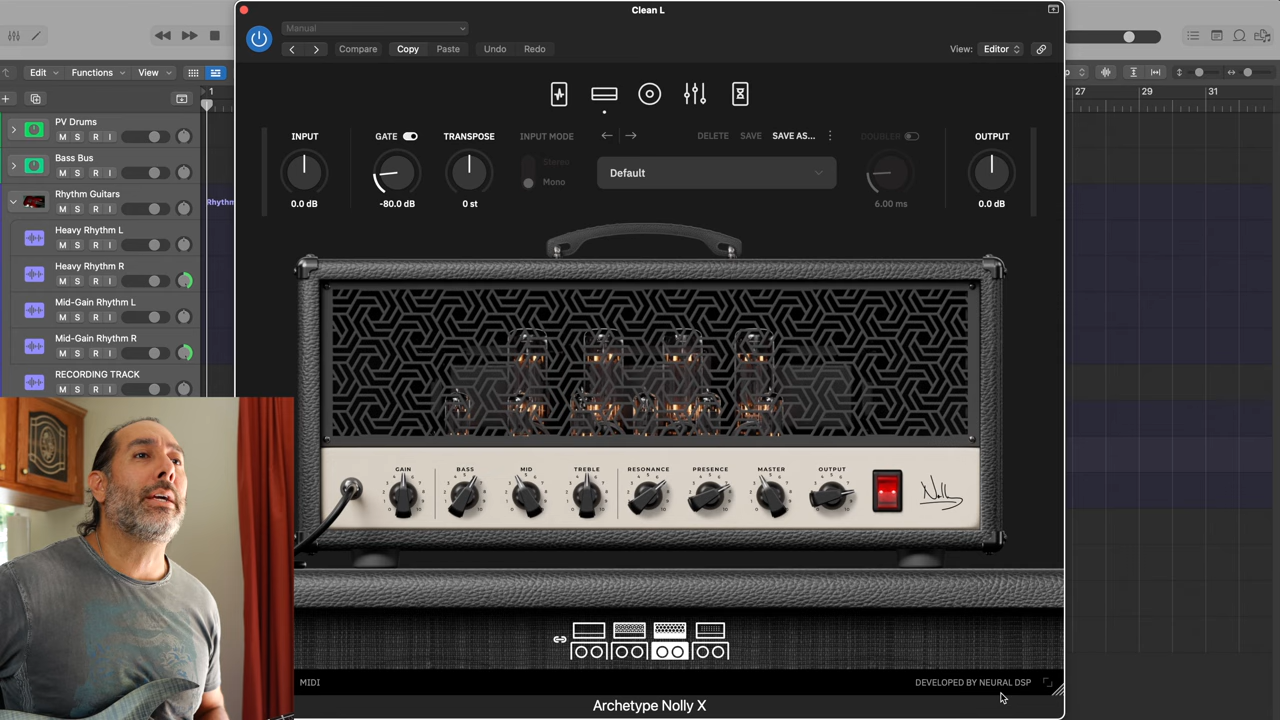 Clean L
Manual
Compare Copy Paste Undo Redo
View: Editor
Edit Functions View
1
27 29 31
PV Drums
M S R I
Bass Bus
M S R I
Rhythm Guitars
M S R I
Rhythm
Heavy Rhythm L
M S R I
Heavy Rhythm R
M S R I
Mid-Gain Rhythm L
M S R I
Mid-Gain Rhythm R
M S R I
RECORDING TRACK
M S R I
INPUT
0.0 dB
GATE
-80.0 dB
TRANSPOSE
0 st
INPUT MODE
Stereo
Mono
DELETE SAVE SAVE AS...
Default
DOUBLER
6.00 ms
OUTPUT
0.0 dB
GAIN BASS MID TREBLE RESONANCE PRESENCE MASTER OUTPUT
Nolly
MIDI
DEVELOPED BY NEURAL DSP
Archetype Nolly X